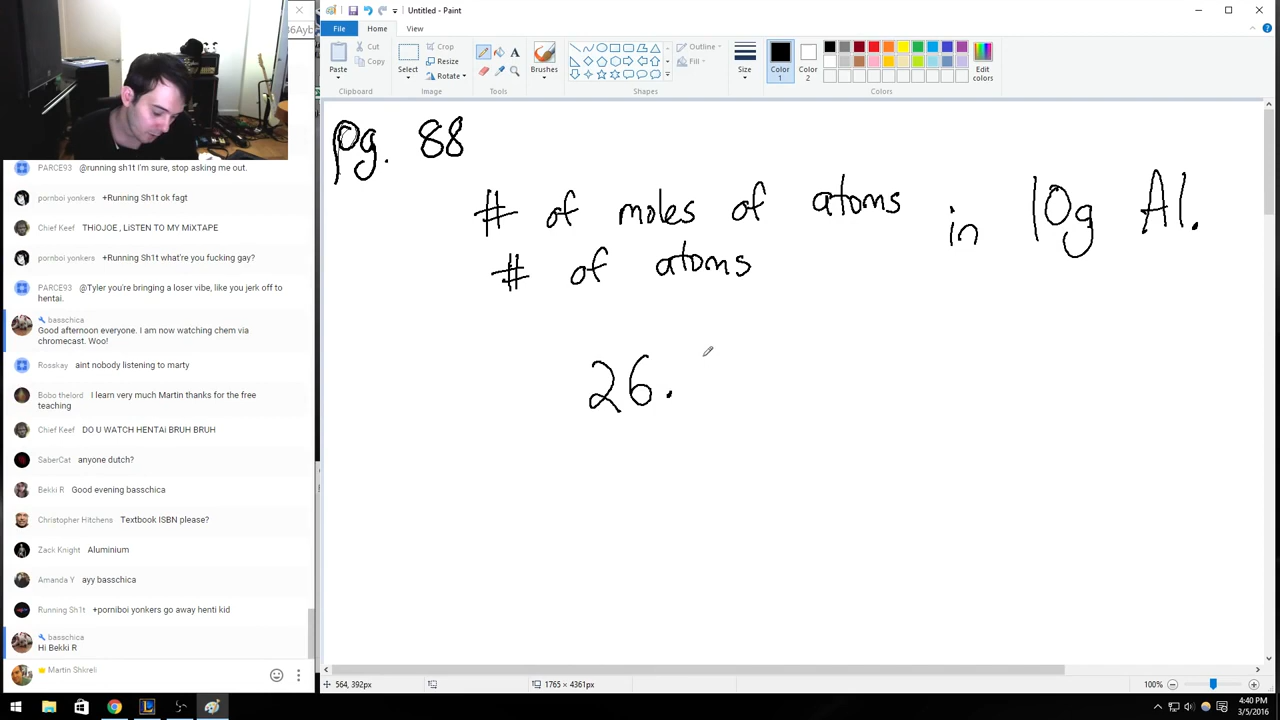 36Ayb
Untitled - Paint
File Home View
Paste Cut Copy Clipboard
Select Crop Resize Rotate Image
Tools
Brushes
Shapes Outline Fill
Size
Color 1 Color 2 Edit colors Colors
pg. 88
# of moles of atoms in 10g Al.
# of atoms
26.
PARCE93 @running sh1t I'm sure, stop asking me out.
pornboi yonkers +Running Sh1t ok fagt
Chief Keef THiOJOE , LiSTEN TO MY MiXTAPE
pornboi yonkers +Running Sh1t what're you fucking gay?
PARCE93 @Tyler you're bringing a loser vibe, like you jerk off to
hentai.
basschica
Good afternoon everyone. I am now watching chem via
chromecast. Woo!
Rosskay aint nobody listening to marty
Bobo thelord I learn very much Martin thanks for the free
teaching
Chief Keef DO U WATCH HENTAi BRUH BRUH
SaberCat anyone dutch?
Bekki R Good evening basschica
Christopher Hitchens Textbook ISBN please?
Zack Knight Aluminium
Amanda Y ayy basschica
Running Sh1t +porniboi yonkers go away henti kid
basschica
Hi Bekki R
Martin Shkreli
564, 392px 1765 × 4361px 100%
4:40 PM
3/5/2016